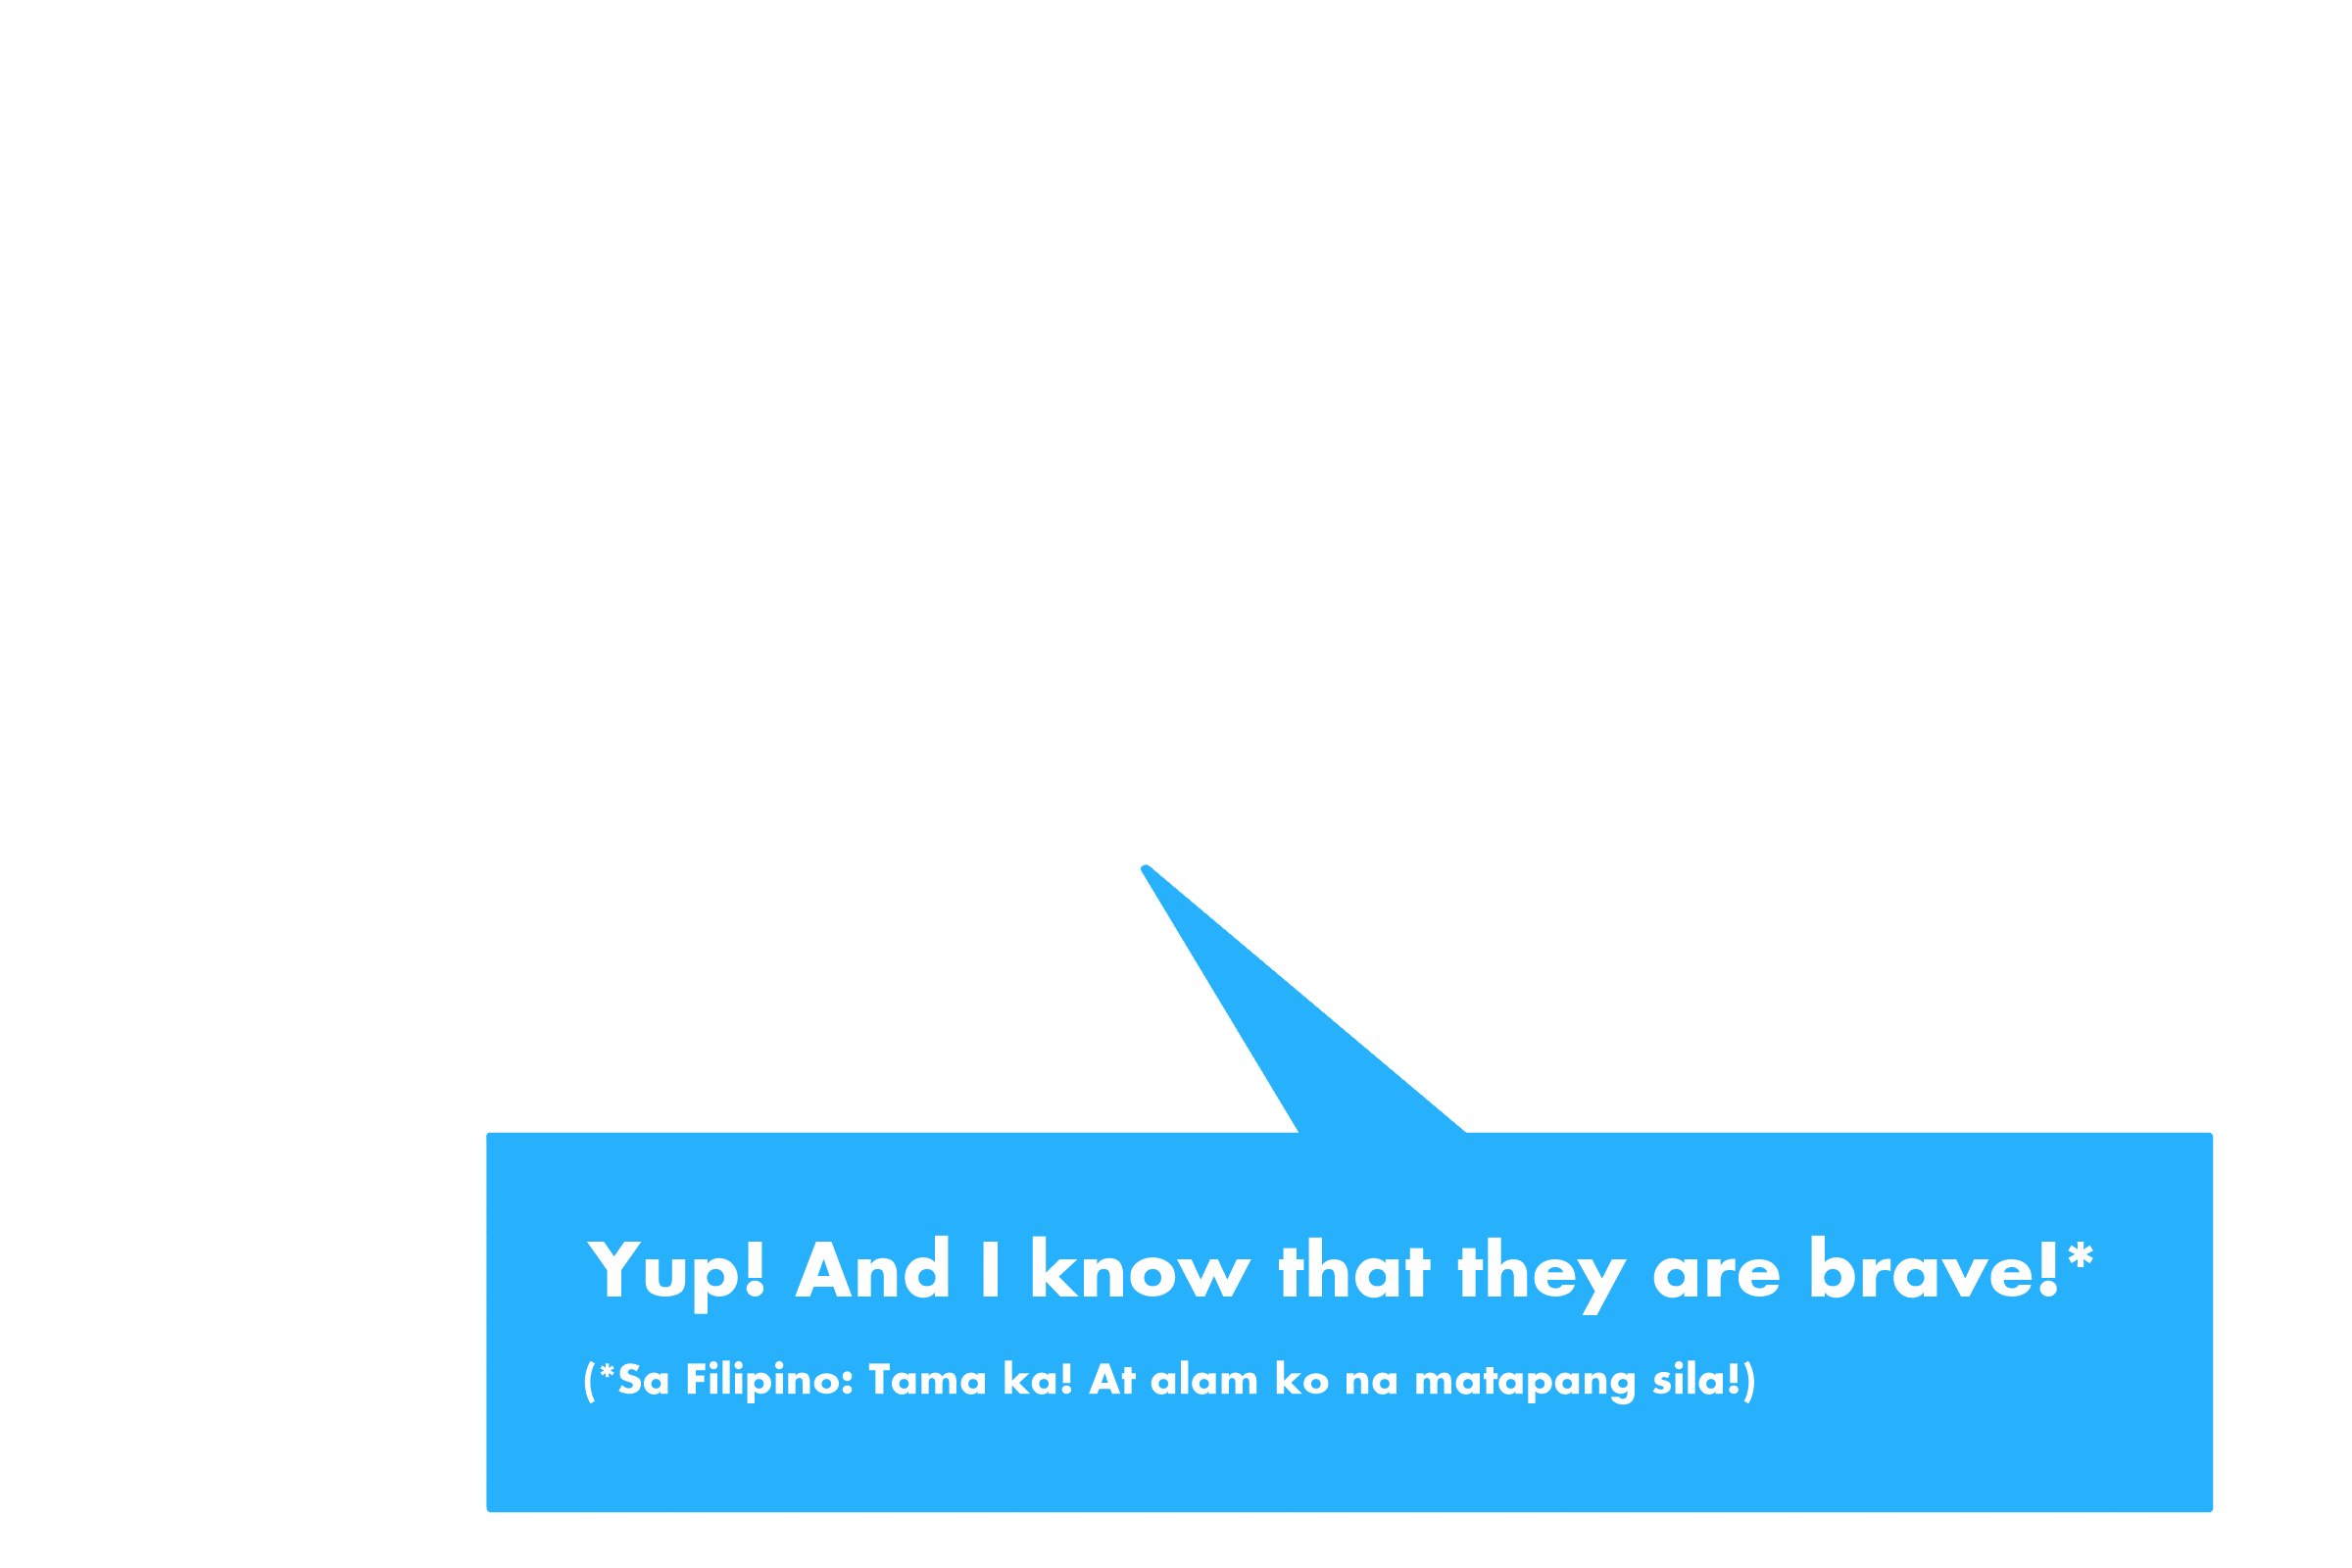 Yup! And I know that they are brave!*
(*Sa Filipino: Tama ka! At alam ko na matapang sila!)